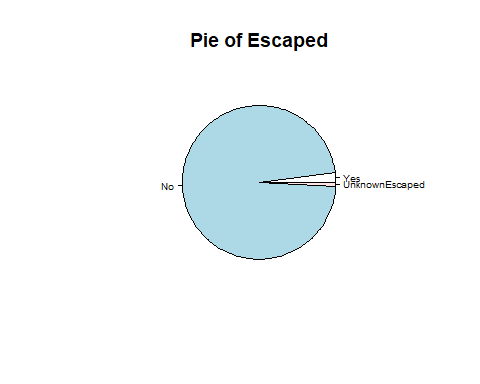 Pie of Escaped
Yes
No
UnknownEscaped